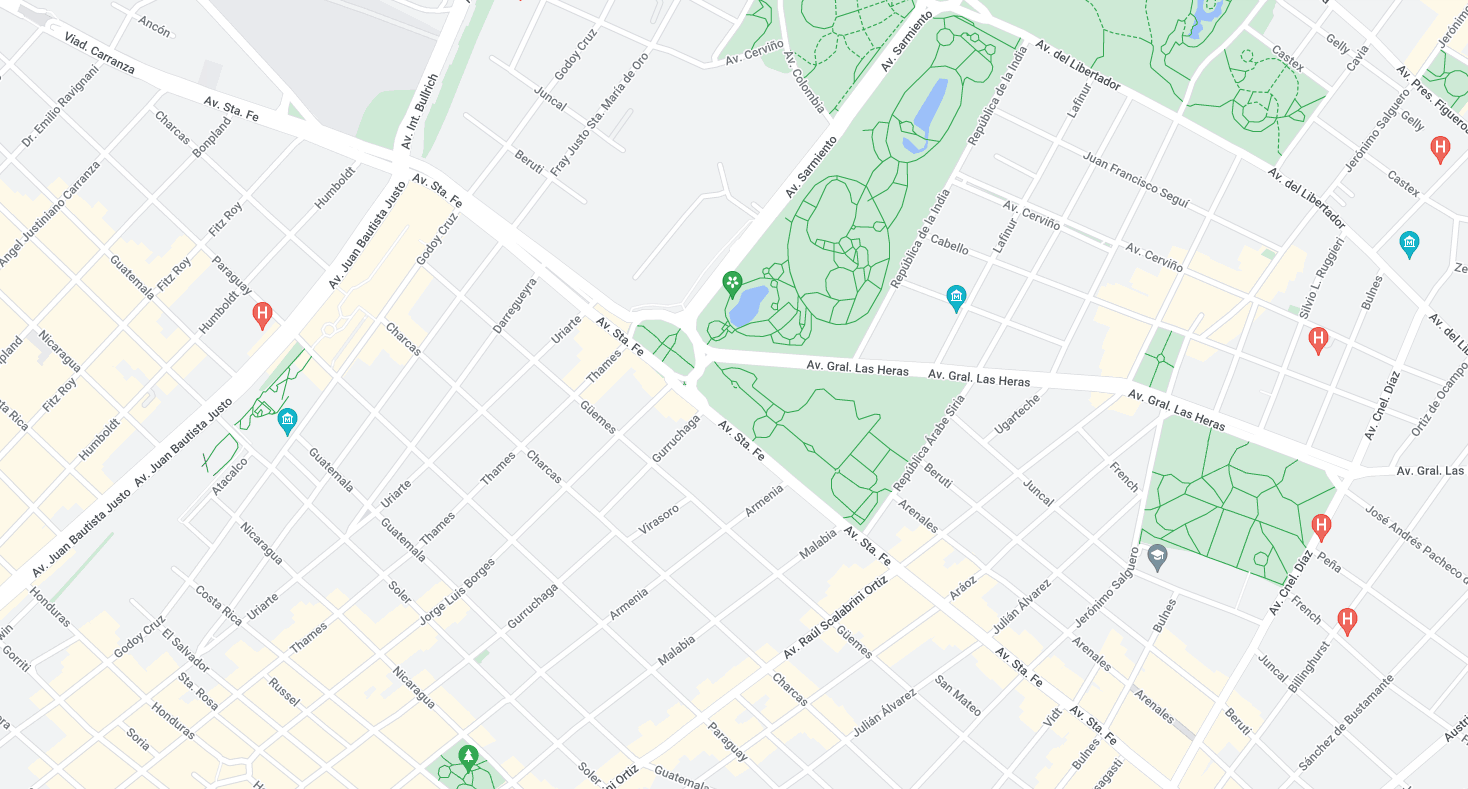 Ancón
Vlad. Carranza
Godoy Cruz
Av. Cerviño
Av. Sarmiento
Av. del Libertador
Castex
Gelly
Cavia
Jerónimo
Av. Pres. Figueroa
Dr. Emilio Ravignani
Av. Sta. Fe
Av. Int. Bullrich
Juncal
Fray Justo Sta. María de Oro
Av. Colombia
República de la India
Lafinur
Jerónimo Salguero
Gelly
Charcas
Bonpland
Beruti
Av. Sarmiento
Juan Francisco Seguí
Av. del Libertador
Castex
Angel Justiniano Carranza
Humboldt
Av. Sta. Fe
Av. Juan Bautista Justo
Fitz Roy
Godoy Cruz
República de la India
Av. Cerviño
Lafinur
Cabello
Av. Cerviño
Silvio L. Ruggieri
Bulnes
Guatemala
Fitz Roy
Paraguay
Humboldt
H
H
H
H
H
Darregueyra
Uriarte
Av. Sta. Fe
Thames
Charcas
Nicaragua
Fitz Roy
Humboldt
Av. Gral. Las Heras
Av. Gral. Las Heras
Av. Gral. Las Heras
Av. Gral. Las
Av. Cnel. Díaz
Ortiz de Ocampo
Av. Juan Bautista Justo
Av. Juan Bautista Justo
Atacalco
Guatemala
Uriarte
Güemes
Gurruchaga
Av. Sta. Fe
República Árabe Siria
Ugarteche
Beruti
Juncal
French
Thames
Charcas
Guatemala
Thames
Virasoro
Armenia
Arenales
Malabia
Av. Sta. Fe
José Andrés Pacheco d
Nicaragua
Soler
Jorge Luis Borges
Gurruchaga
Armenia
Malabia
Av. Raúl Scalabrini Ortiz
Güemes
Aráoz
Julián Álvarez
Jerónimo Salguero
Bulnes
Av. Cnel. Díaz
Peña
French
Honduras
Costa Rica
Uriarte
Godoy Cruz
El Salvador
Thames
Gorriti
Sta. Rosa
Russel
Honduras
Soria
Nicaragua
Charcas
Paraguay
Julián Álvarez
San Mateo
Av. Sta. Fe
Arenales
Arenales
Vidt
Av. Sta. Fe
Bulnes
Beruti
Juncal
Billinghurst
Sánchez de Bustamante
Soler
Guatemala